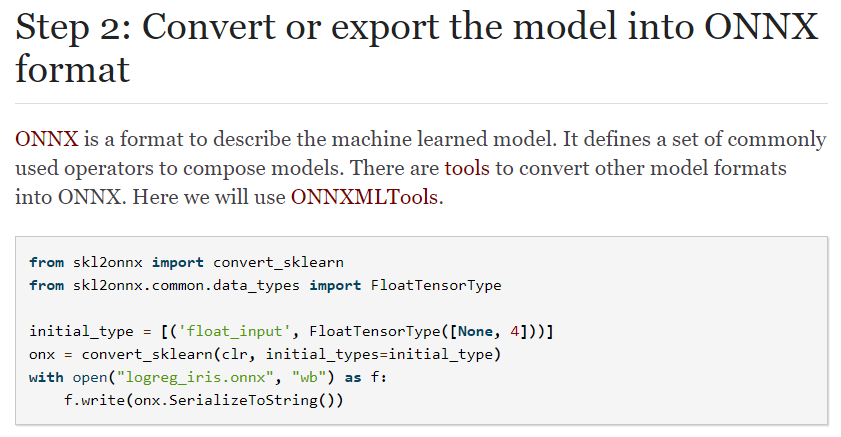 Step 2: Convert or export the model into ONNX
format
ONNX is a format to describe the machine learned model. It defines a set of commonly
used operators to compose models. There are tools to convert other model formats
into ONNX. Here we will use ONNXMLTools.
from skl2onnx import convert_sklearn
from skl2onnx.common.data_types import FloatTensorType

initial_type = [('float_input', FloatTensorType([None, 4]))]
onx = convert_sklearn(clr, initial_types=initial_type)
with open("logreg_iris.onnx", "wb") as f:
    f.write(onx.SerializeToString())